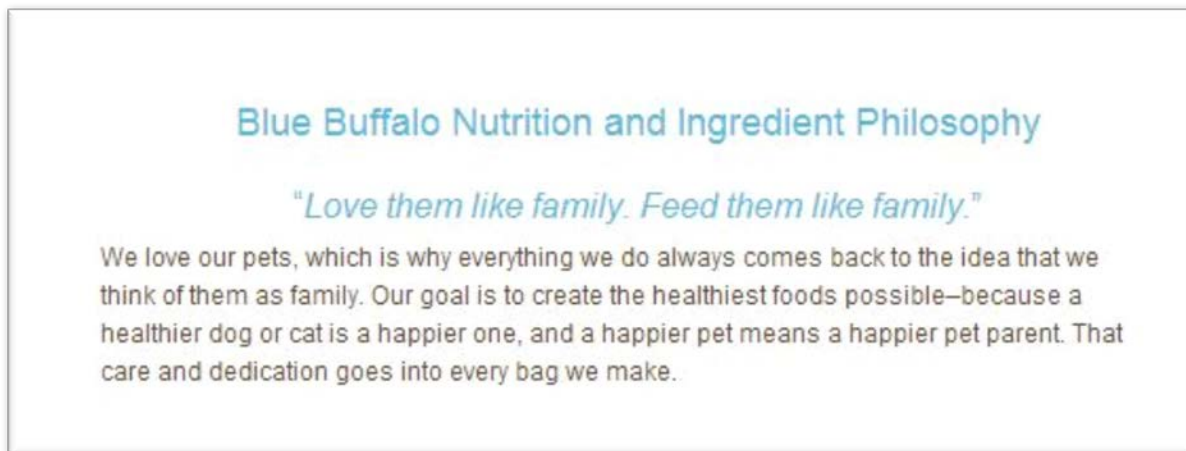 Blue Buffalo Nutrition and Ingredient Philosophy
“Love them like family. Feed them like family.”
We love our pets, which is why everything we do always comes back to the idea that we
think of them as family. Our goal is to create the healthiest foods possible–because a
healthier dog or cat is a happier one, and a happier pet means a happier pet parent. That
care and dedication goes into every bag we make.